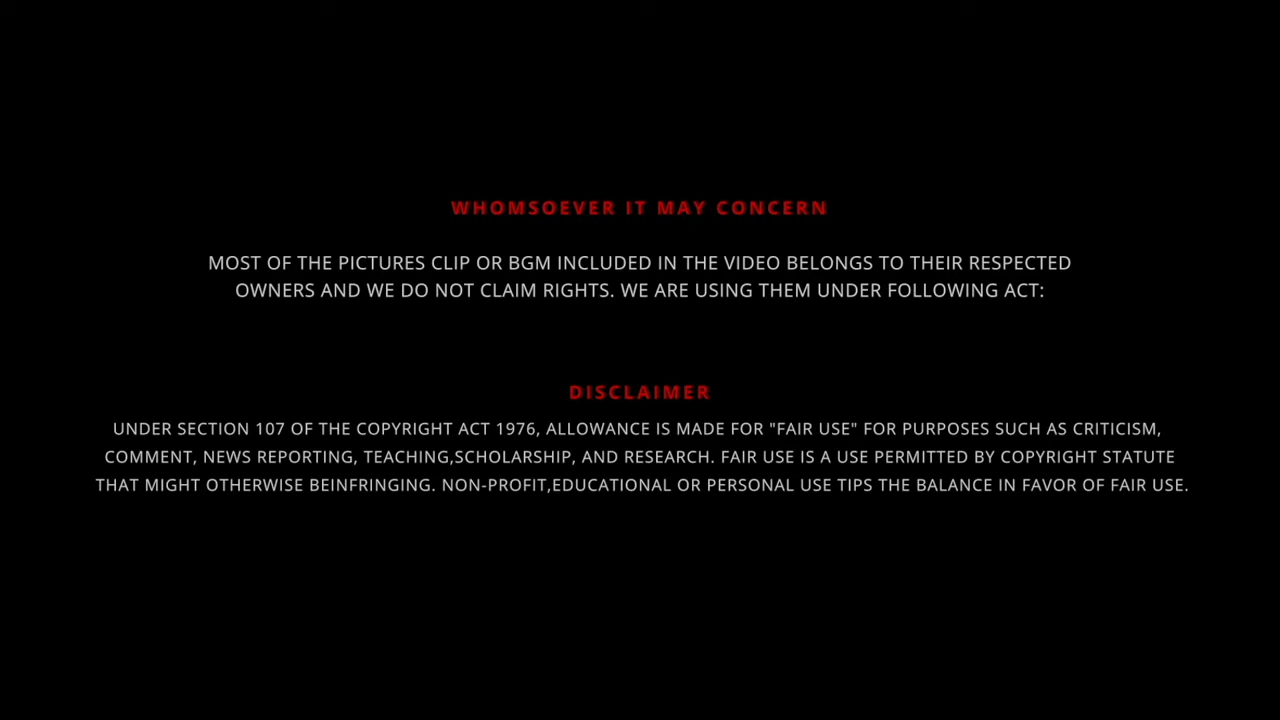 WHOMSOEVER IT MAY CONCERN
MOST OF THE PICTURES CLIP OR BGM INCLUDED IN THE VIDEO BELONGS TO THEIR RESPECTED
OWNERS AND WE DO NOT CLAIM RIGHTS. WE ARE USING THEM UNDER FOLLOWING ACT:
DISCLAIMER
UNDER SECTION 107 OF THE COPYRIGHT ACT 1976, ALLOWANCE IS MADE FOR "FAIR USE" FOR PURPOSES SUCH AS CRITICISM,
COMMENT, NEWS REPORTING, TEACHING,SCHOLARSHIP, AND RESEARCH. FAIR USE IS A USE PERMITTED BY COPYRIGHT STATUTE
THAT MIGHT OTHERWISE BEINFRINGING. NON-PROFIT,EDUCATIONAL OR PERSONAL USE TIPS THE BALANCE IN FAVOR OF FAIR USE.